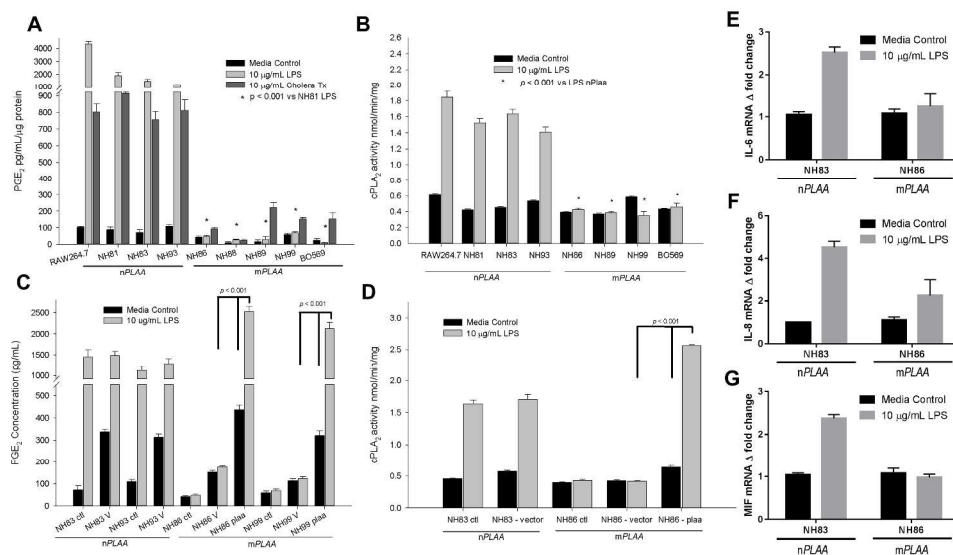 A
PGE2 pg/mL/µg protein
4000
3000
2000
1000
900
800
700
600
500
400
300
200
100
0
Media Control
10 µg/mL LPS
10 µg/mL Cholera Tx
* p < 0.001 vs NH81 LPS
RAW264.7 NH81 NH83 NH93 NH86 NH88 NH89 NH99 BO569
nPLAA mPLAA
B
cPLA2 activity nmol/min/mg
2.6
2.4
2.2
2.0
1.8
1.6
1.4
1.2
1.0
0.8
0.6
0.4
0.2
0.0
Media Control
10 µg/mL LPS
* p < 0.001 vs LPS nPlaa
RAW264.7 NH81 NH83 NH93 NH86 NH89 NH99 BO569
nPLAA mPLAA
C
PGE2 Concentration (pg/mL)
2500
2000
1500
1000
400
300
200
100
0
Media Control
10 ug/mL LPS
p < 0.001
p < 0.001
NH83 ctl NH83 V NH93 ctl NH93 V NH86 ctl NH86 V NH86 plaa NH99 ctl NH99 V NH99 plaa
nPLAA mPLAA
D
cPLA2 activity nmol/min/mg
3.0
2.5
2.0
1.5
1.0
0.5
0.0
Media Control
10 µg/mL LPS
p < 0.001
NH83 ctl NH83 - vector NH86 ctl NH86 - vector NH86 - plaa
nPLAA mPLAA
E
IL-6 mRNA Δ fold change
4
3
2
1
0
Media Control
10 µg/mL LPS
NH83 NH86
nPLAA mPLAA
F
IL-8 mRNA Δ fold change
6
4
2
0
Media Control
10 µg/mL LPS
NH83 NH86
nPLAA mPLAA
G
MIF mRNA Δ fold change
3
2
1
0
Media Control
10 µg/mL LPS
NH83 NH86
nPLAA mPLAA